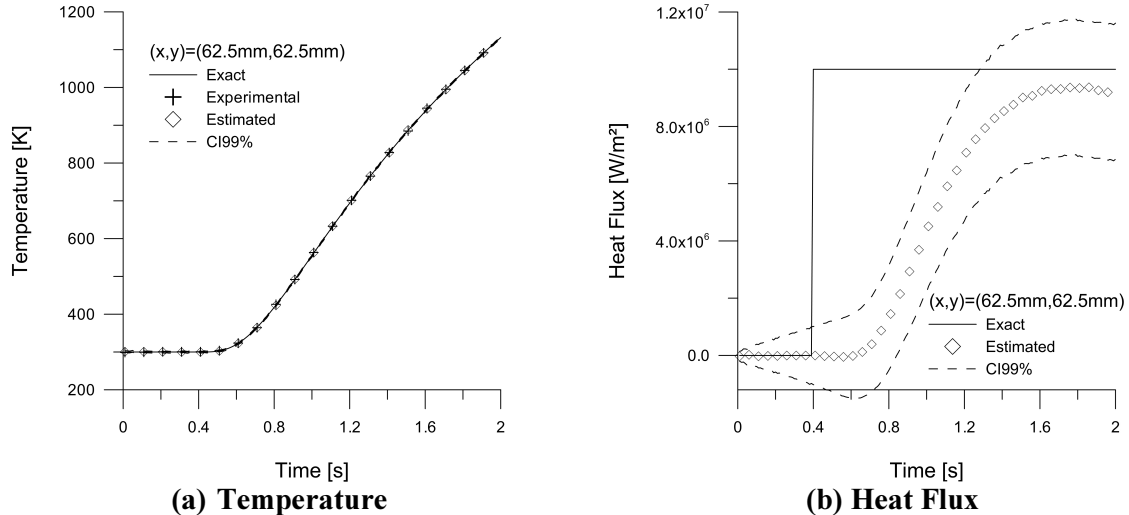 1200
1000
800
600
400
200
Temperature [K]
(x,y)=(62.5mm,62.5mm)
Exact
Experimental
Estimated
CI99%
0 0.4 0.8 1.2 1.6 2
Time [s]
(a) Temperature
1.2x10⁷
8.0x10⁶
4.0x10⁶
0.0
Heat Flux [W/m²]
(x,y)=(62.5mm,62.5mm)
Exact
Estimated
CI99%
0 0.4 0.8 1.2 1.6 2
Time [s]
(b) Heat Flux